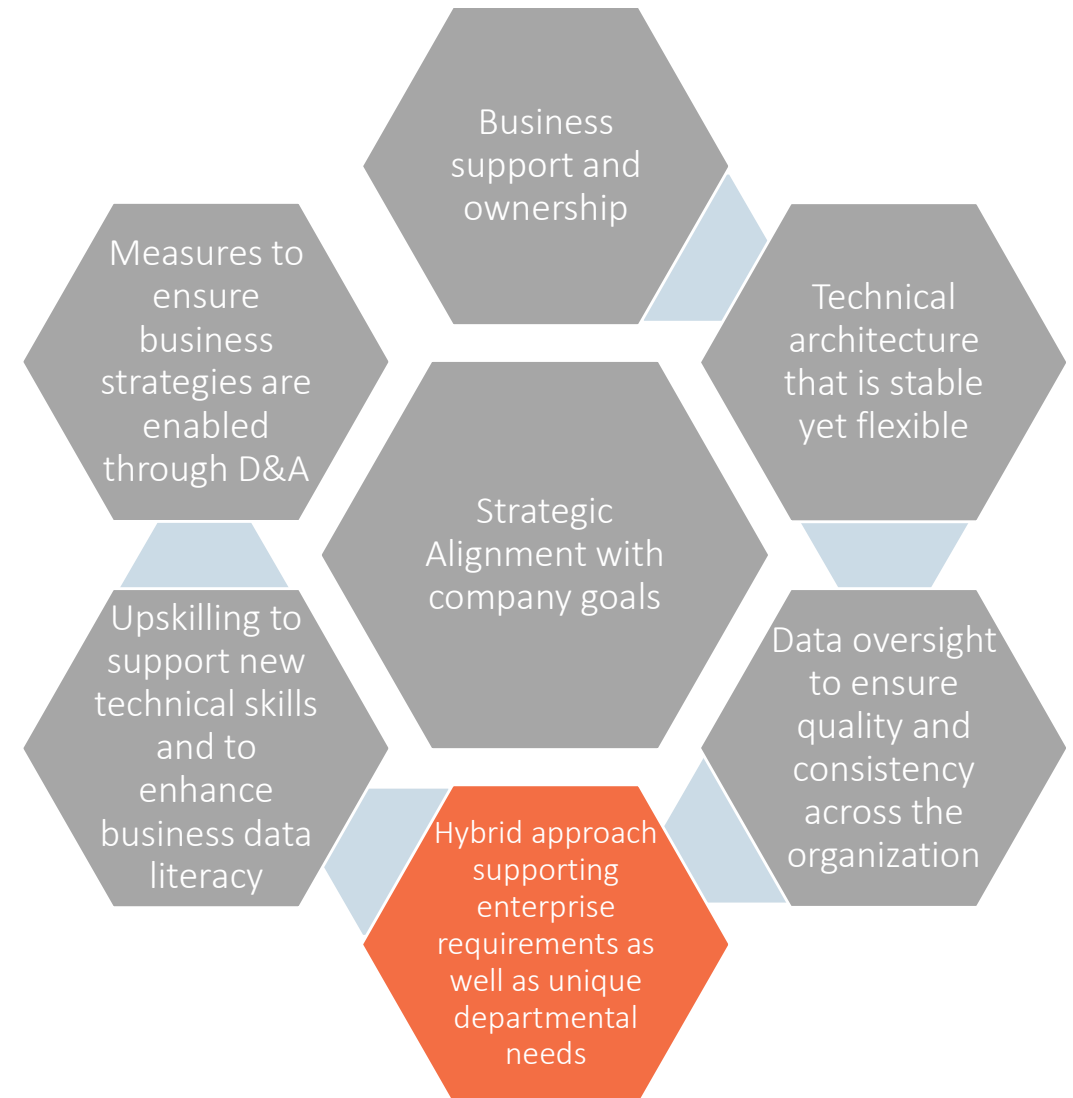 Business
support and
ownership
Technical
architecture
that is stable
yet flexible
Data oversight
to ensure
quality and
consistency
across the
organization
Hybrid approach
supporting
enterprise
requirements as
well as unique
departmental
needs
Upskilling to
support new
technical skills
and to
enhance
business data
literacy
Measures to
ensure
business
strategies are
enabled
through D&A
Strategic
Alignment with
company goals